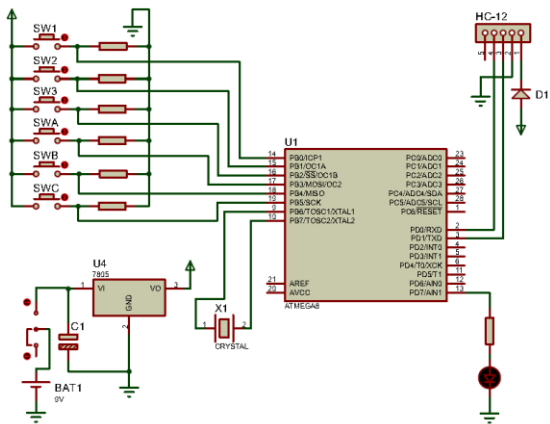 HC-12
5
4
3
2
1
D1
SW1
SW2
SW3
SWA
SWB
SWC
U1
14 PB0/ICP1 PC0/ADC0 23
15 PB1/OC1A PC1/ADC1 24
16 PB2/SS/OC1B PC2/ADC2 25
17 PB3/MOSI/OC2 PC3/ADC3 26
18 PB4/MISO PC4/ADC4/SDA 27
19 PB5/SCK PC5/ADC5/SCL 28
9 PB6/TOSC1/XTAL1 PC6/RESET 1
10 PB7/TOSC2/XTAL2
PD0/RXD 2
PD1/TXD 3
PD2/INT0 4
PD3/INT1 5
PD4/T0/XCK 6
PD5/T1 11
21 AREF PD6/AIN0 12
20 AVCC PD7/AIN1 13
ATMEGA8
U4
7805
1 VI VO 3
GND
2
C1
X1
1 2
CRYSTAL
BAT1
9V